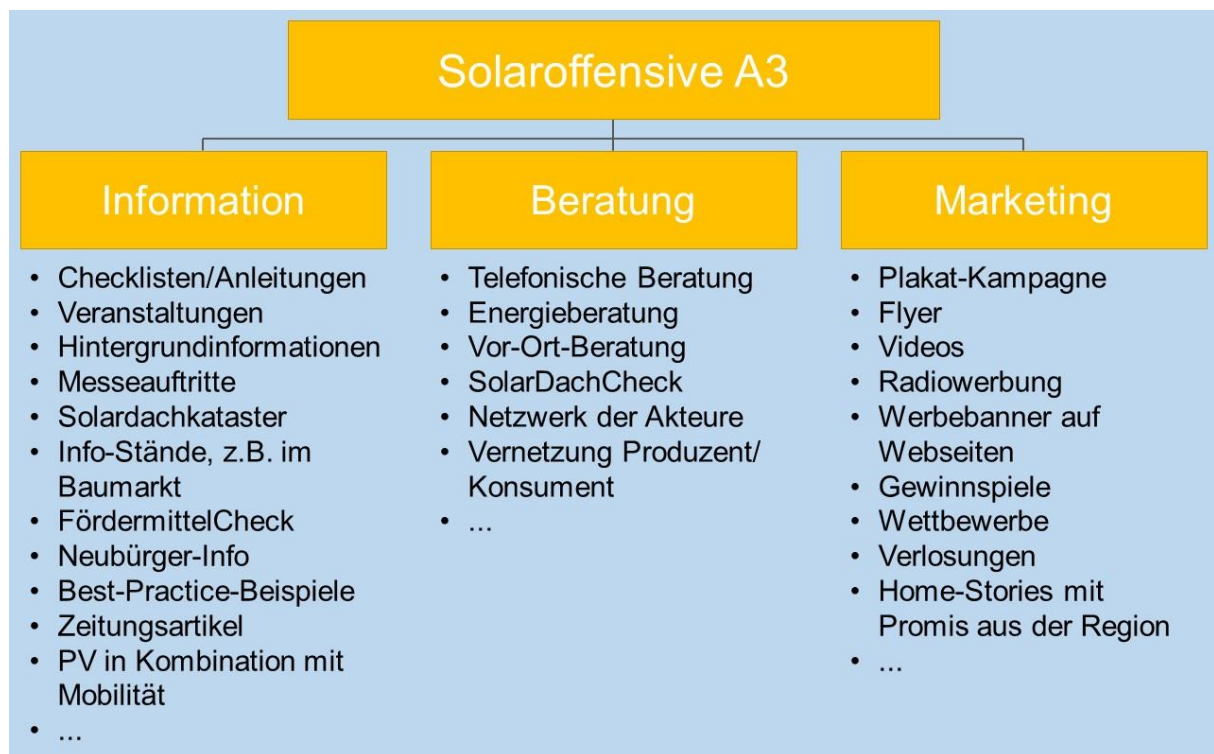 Solaroffensive A3
Information
• Checklisten/Anleitungen
• Veranstaltungen
• Hintergrundinformationen
• Messeauftritte
• Solardachkataster
• Info-Stände, z.B. im
Baumarkt
• FördermittelCheck
• Neubürger-Info
• Best-Practice-Beispiele
• Zeitungsartikel
• PV in Kombination mit
Mobilität
• ...
Beratung
• Telefonische Beratung
• Energieberatung
• Vor-Ort-Beratung
• SolarDachCheck
• Netzwerk der Akteure
• Vernetzung Produzent/
Konsument
• ...
Marketing
• Plakat-Kampagne
• Flyer
• Videos
• Radiowerbung
• Werbebanner auf
Webseiten
• Gewinnspiele
• Wettbewerbe
• Verlosungen
• Home-Stories mit
Promis aus der Region
• ...